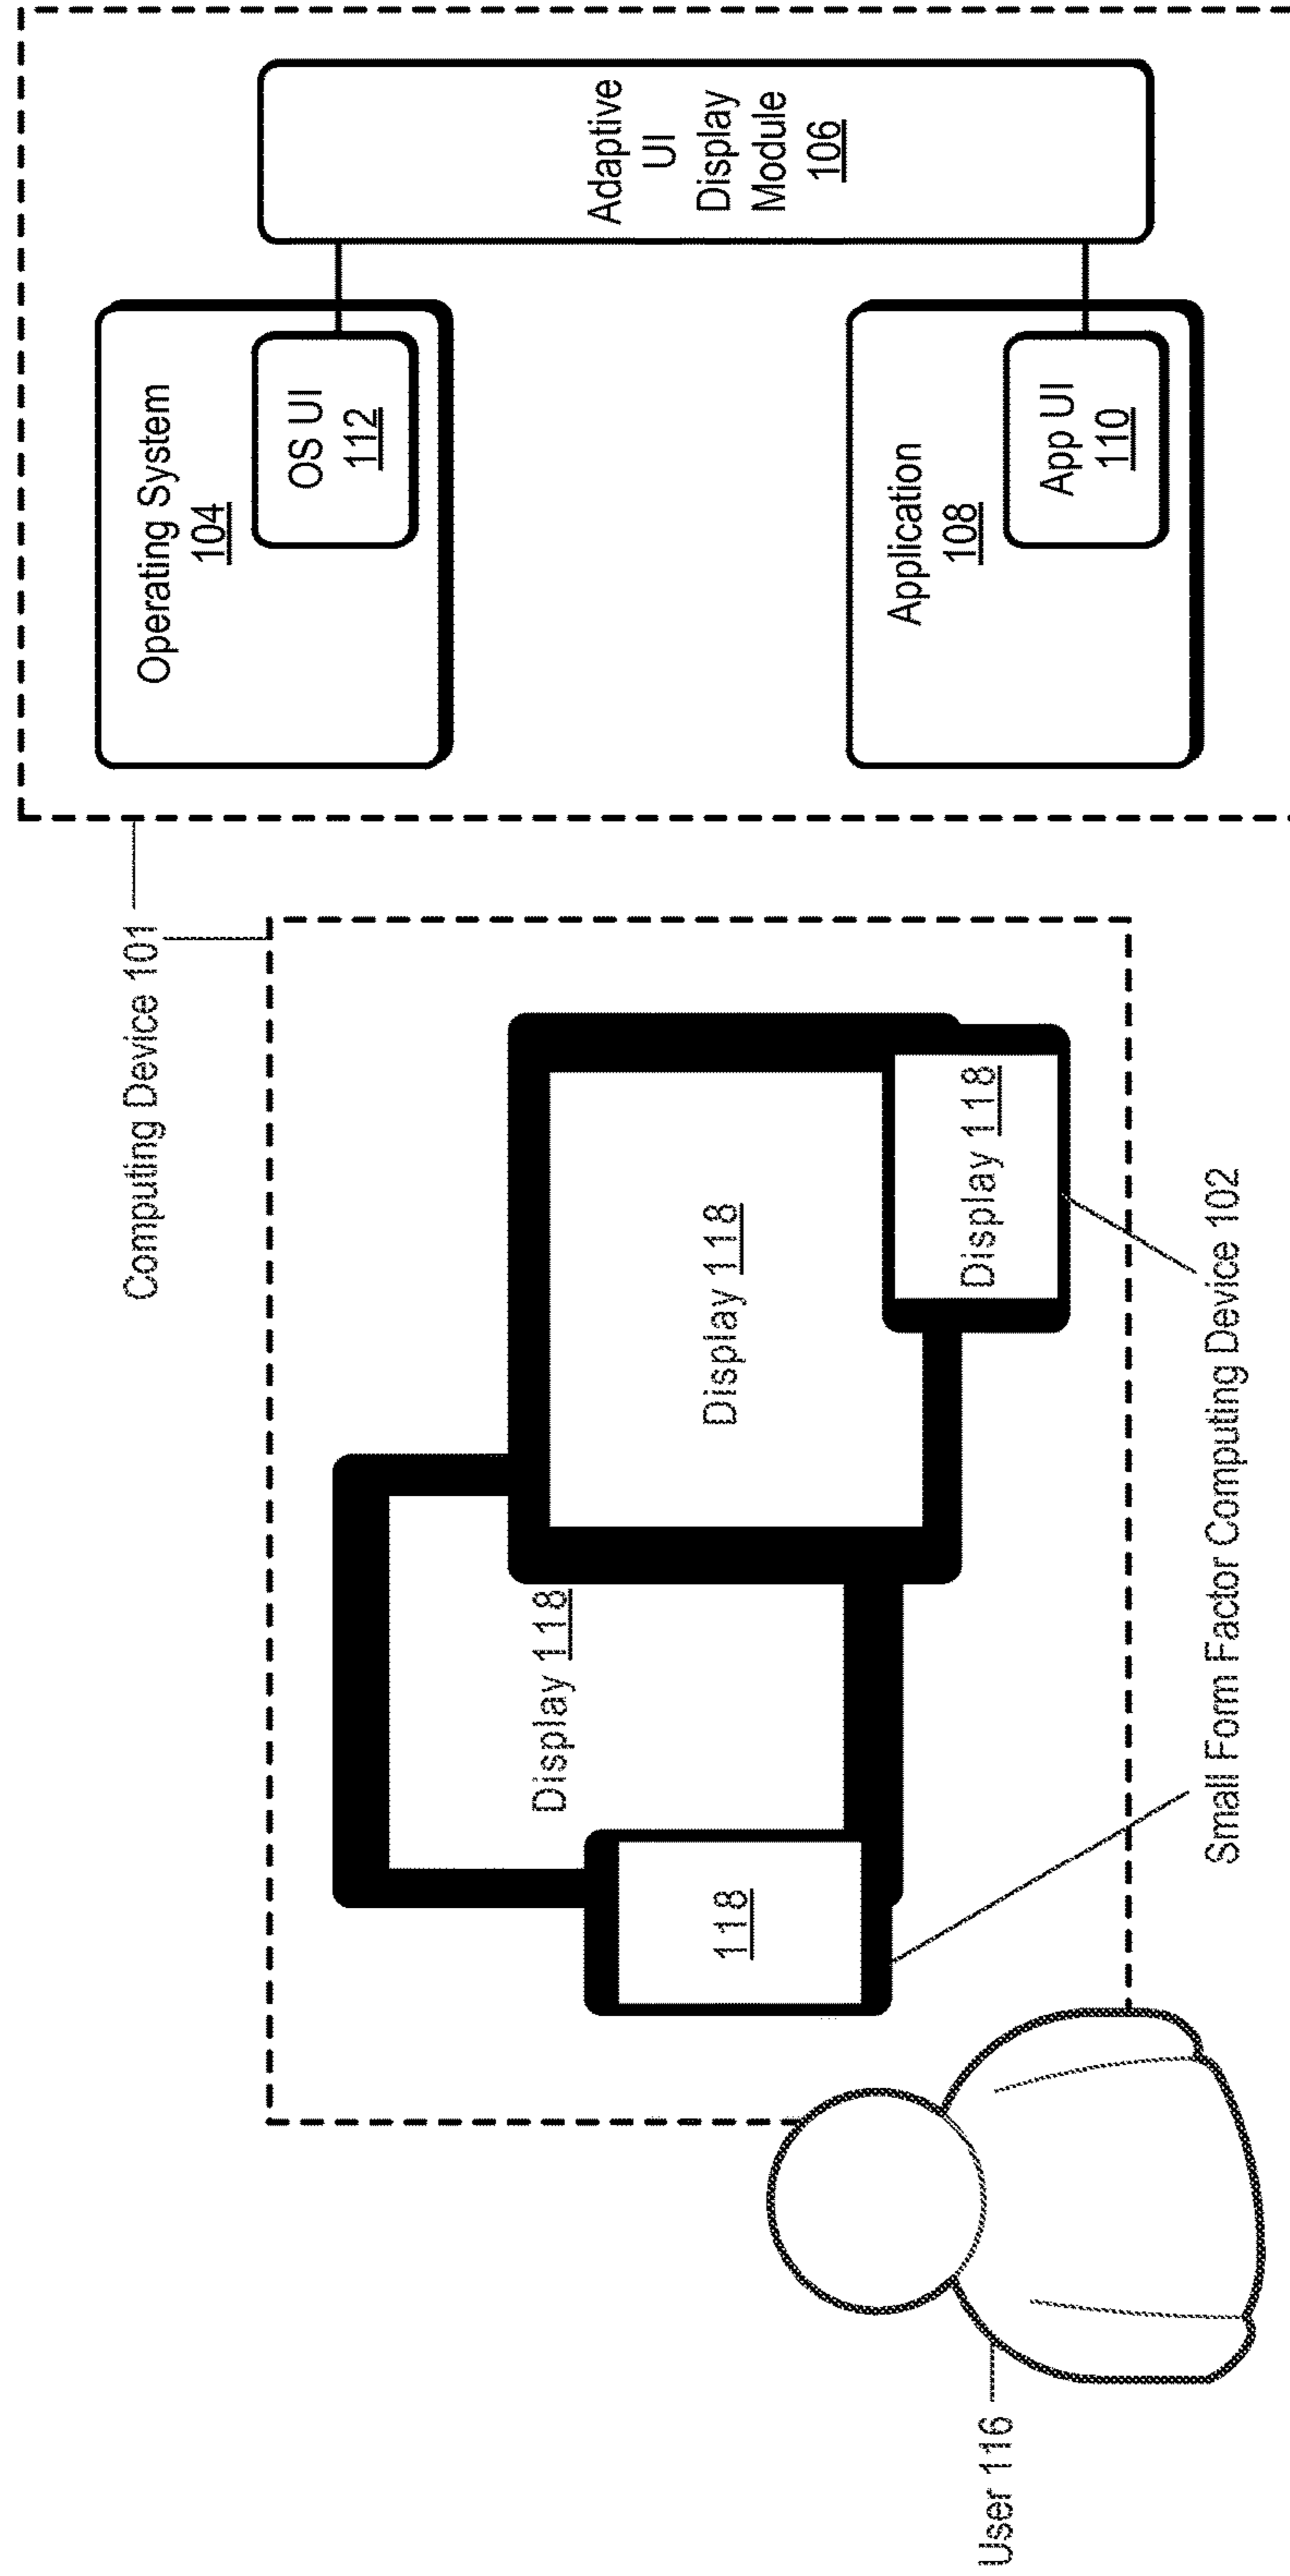 Computing Device 101
Operating System
104
OS UI
112
Adaptive
UI
Display
Module
106
Application
108
App UI
110
Display 118
Display 118
118
Display 118
Small Form Factor Computing Device 102
User 116